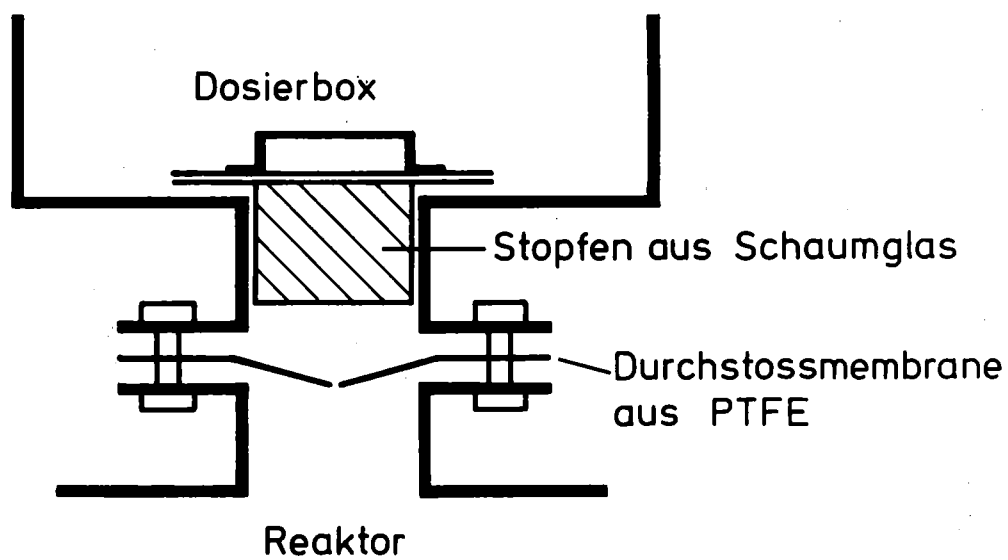 Dosierbox
Stopfen aus Schaumglas
Durchstossmembrane
aus PTFE
Reaktor